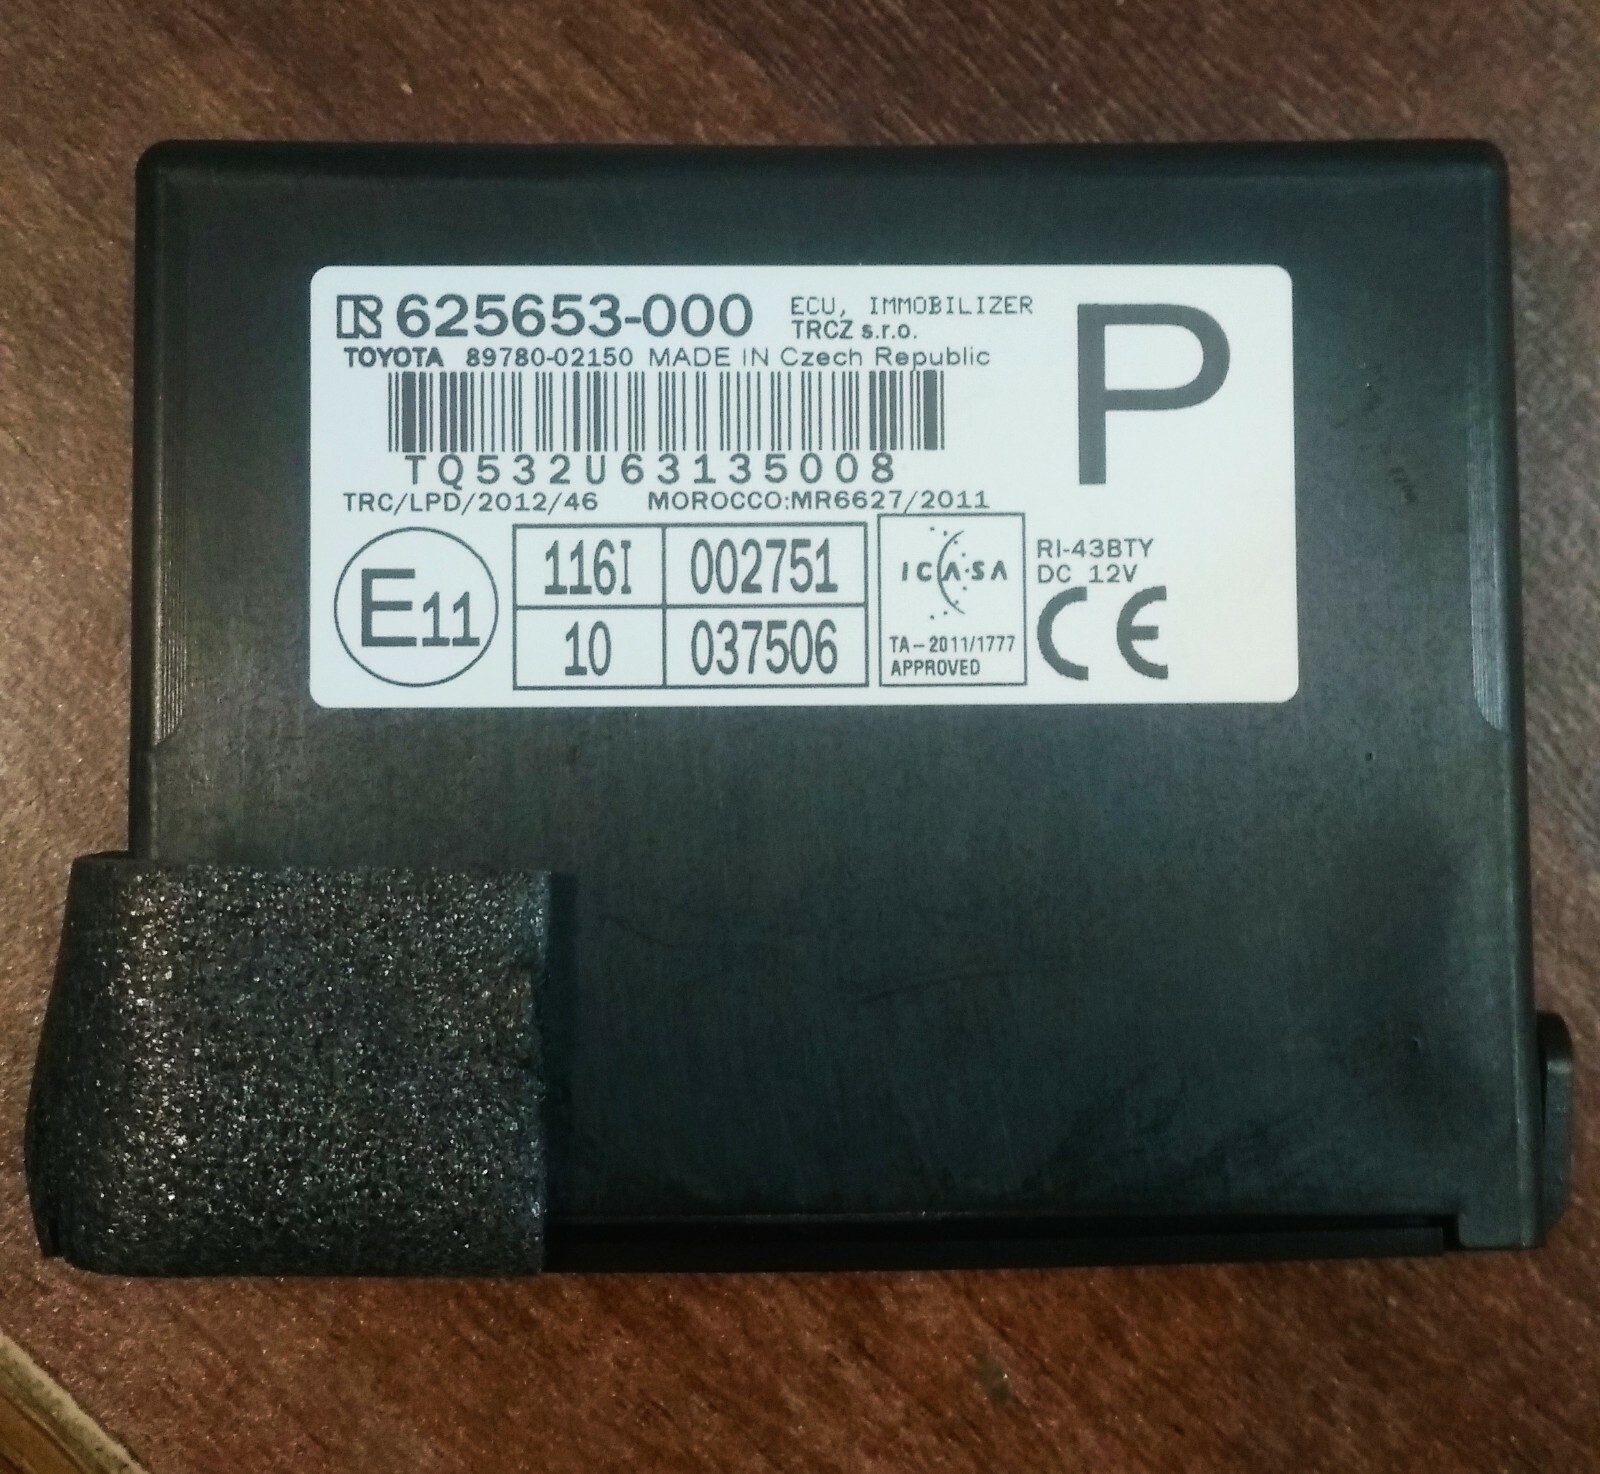 R 625653-000 ECU, IMMOBILIZER
TRCZ s.r.o.
P
TOYOTA 89780-02150 MADE IN Czech Republic
TQ532U63135008
TRC/LPD/2012/46 MOROCCO:MR6627/2011
E11
116I 002751
10 037506
ICASA
TA-2011/1777
APPROVED
RI-43BTY
DC 12V
CE